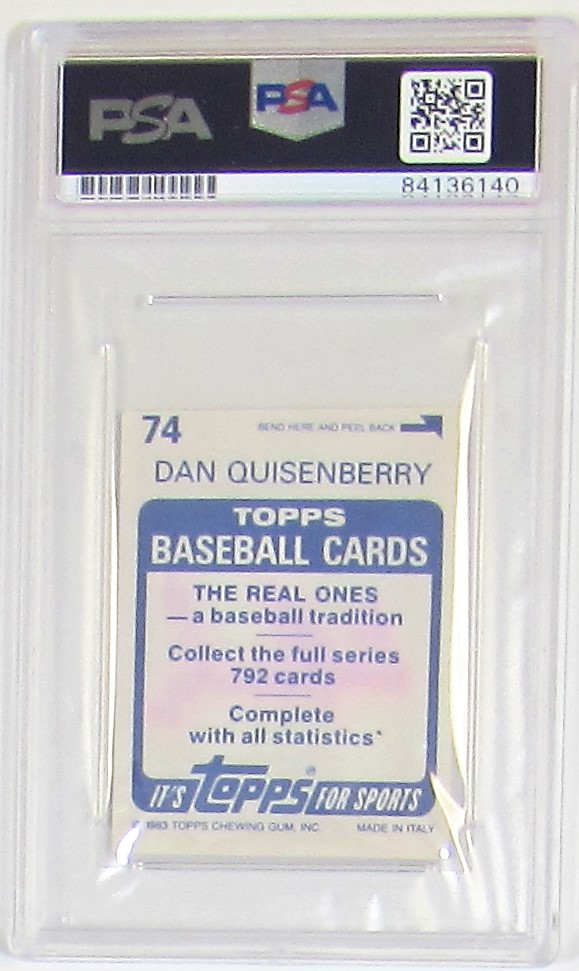 PSA
PSA
84136140
74
BEND HERE AND PEEL BACK
DAN QUISENBERRY
TOPPS
BASEBALL CARDS
THE REAL ONES
— a baseball tradition
Collect the full series
792 cards
Complete
with all statistics*
IT'S topps® FOR SPORTS
© 1983 TOPPS CHEWING GUM, INC. MADE IN ITALY